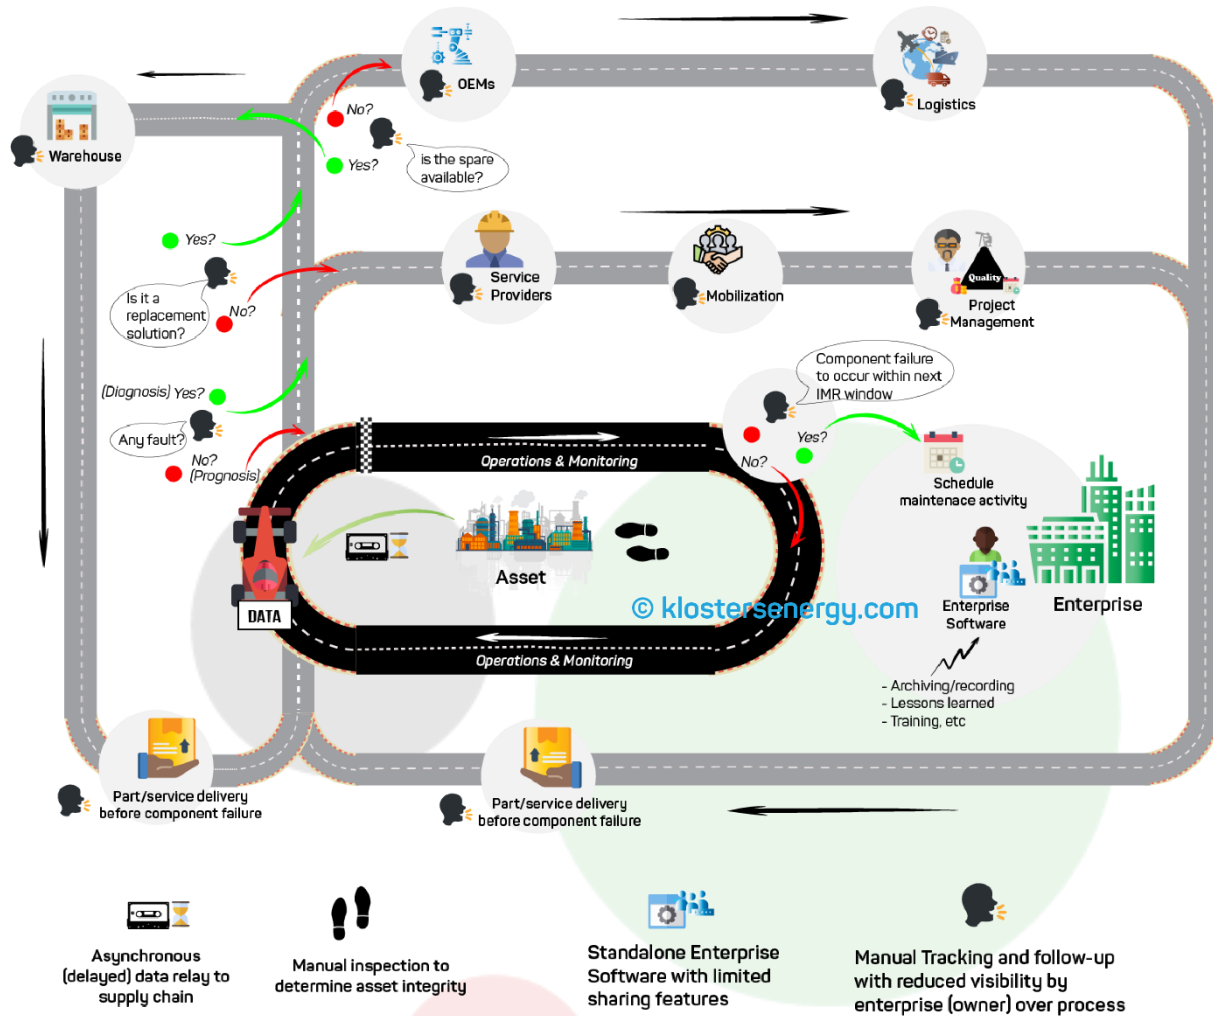 OEMs
Logistics
Warehouse
No?
Yes?
is the spare
available?
Yes?
Is it a
replacement
solution?
No?
Service
Providers
Mobilization
Quality
Project
Management
(Diagnosis) Yes?
Any fault?
No?
(Prognosis)
Component failure
to occur within next
IMR window
Yes?
No?
Operations & Monitoring
Schedule
maintenace activity
Asset
DATA
© klostersenergy.com
Enterprise
Software
Enterprise
Operations & Monitoring
- Archiving/recording
- Lessons learned
- Training, etc
Part/service delivery
before component failure
Part/service delivery
before component failure
Asynchronous
(delayed) data relay to
supply chain
Manual inspection to
determine asset integrity
Standalone Enterprise
Software with limited
sharing features
Manual Tracking and follow-up
with reduced visibility by
enterprise (owner) over process